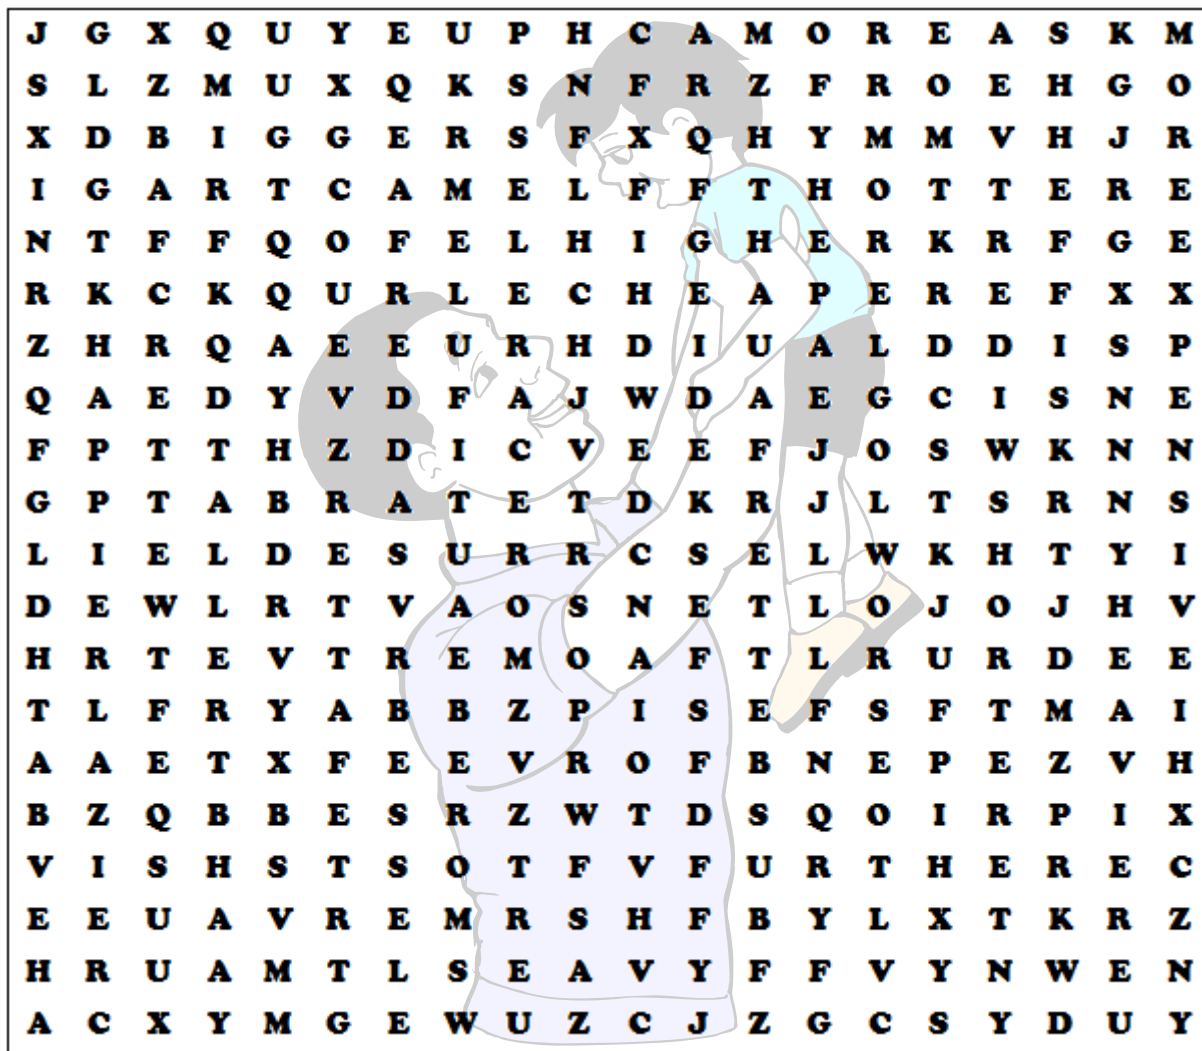 J G X Q U Y E U P H C A M O R E A S K M
S L Z M U X Q K S N F R Z F R O E H G O
X D B I G G E R S F X Q H Y M M V H J R
I G A R T C A M E L F F T H O T T E R E
N T F F Q O F E L H I G H E R K R F G E
R K C K Q U R L E C H E A P E R E F X X
Z H R Q A E E U R H D I U A L D D I S P
Q A E D Y V D F A J W D A E G C I S N E
F P T T H Z D I C V E E F J O S W K N N
G P T A B R A T E T D K R J L T S R N S
L I E L D E S U R R C S E L W K H T Y I
D E W L R T V A O S N E T L O J O J H V
H R T E V T R E M O A F T L R U R D E E
T L F R Y A B B Z P I S E F S F T M A I
A A E T X F E E V R O F B N E P E Z V H
B Z Q B B E S R Z W T D S Q O I R P I X
V I S H S T S O T F V F U R T H E R E C
E E U A V R E M R S H F B Y L X T K R Z
H R U A M T L S E A V Y F F V Y N W E N
A C X Y M G E W U Z C J Z G C S Y D U Y